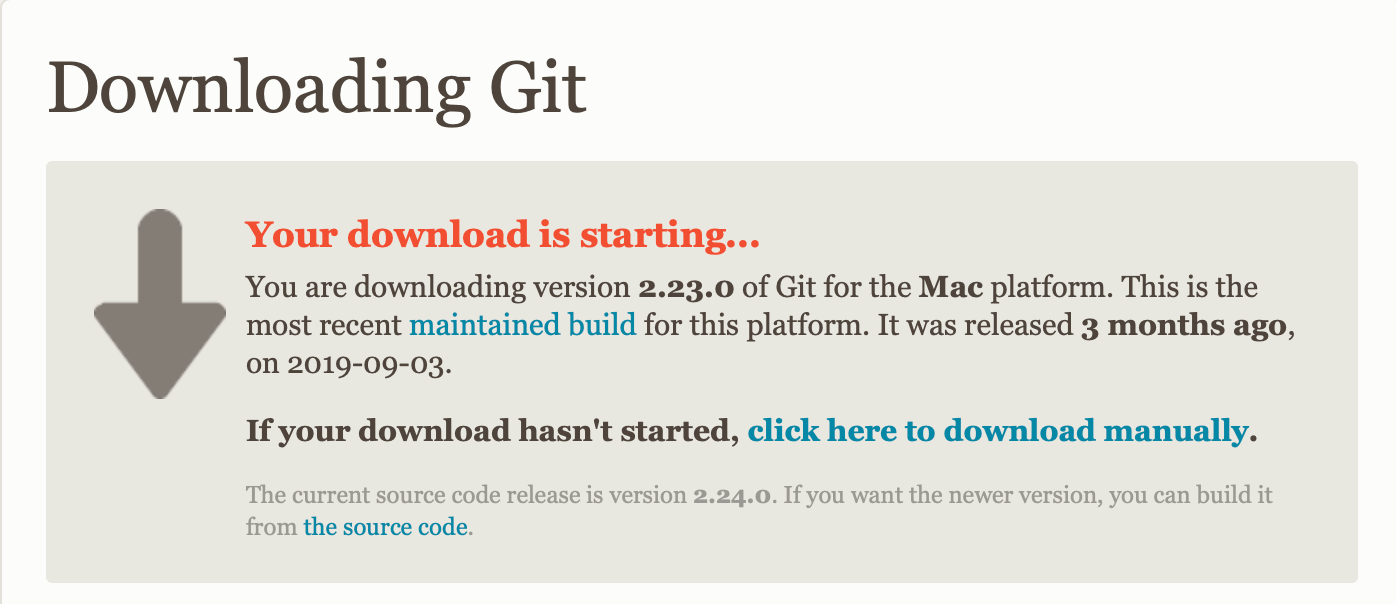 Downloading Git
Your download is starting...
You are downloading version 2.23.0 of Git for the Mac platform. This is the
most recent maintained build for this platform. It was released 3 months ago,
on 2019-09-03.
If your download hasn't started, click here to download manually.
The current source code release is version 2.24.0. If you want the newer version, you can build it
from the source code.